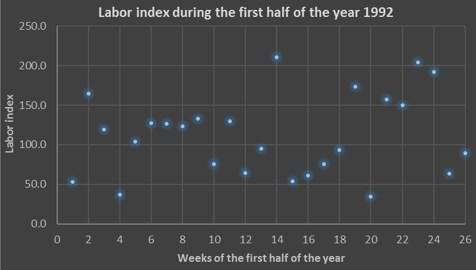 Labor index during the first half of the year 1992
250.0
200.0
150.0
100.0
50.0
0.0
Labor index
0 2 4 6 8 10 12 14 16 18 20 22 24 26
Weeks of the first half of the year